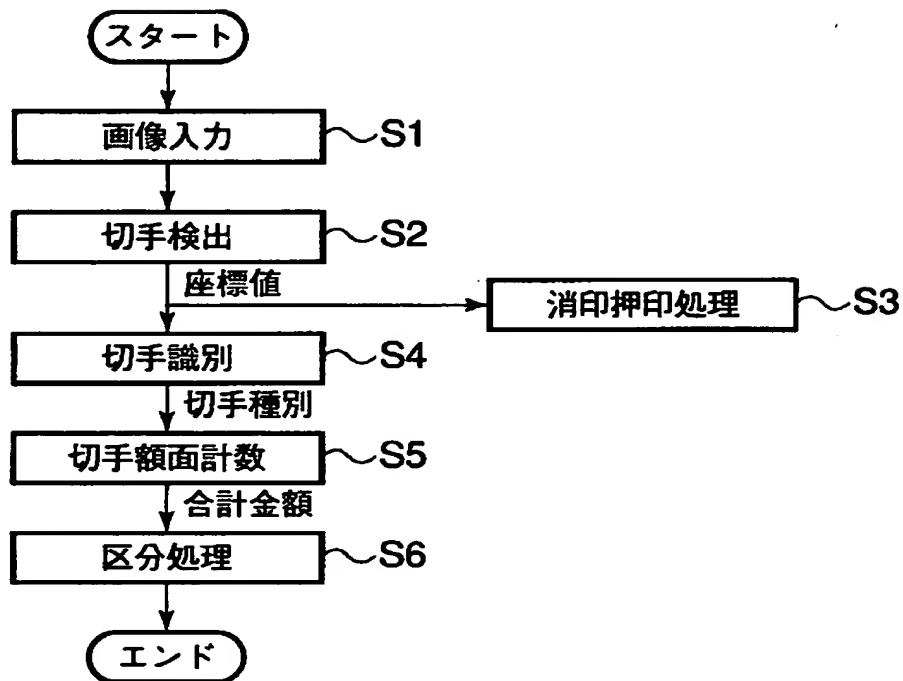 スタート
画像入力 S1
切手検出 S2
座標値
消印押印処理 S3
切手識別 S4
切手種別
切手額面計数 S5
合計金額
区分処理 S6
エンド